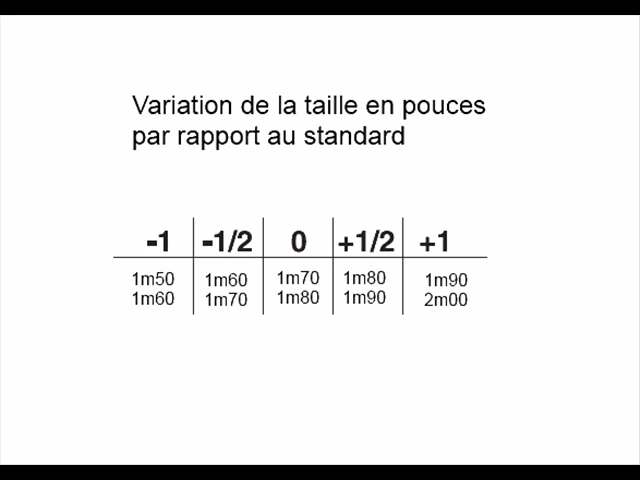 Variation de la taille en pouces
par rapport au standard
-1 -1/2 0 +1/2 +1
1m50 1m60 1m70 1m80 1m90
1m60 1m70 1m80 1m90 2m00